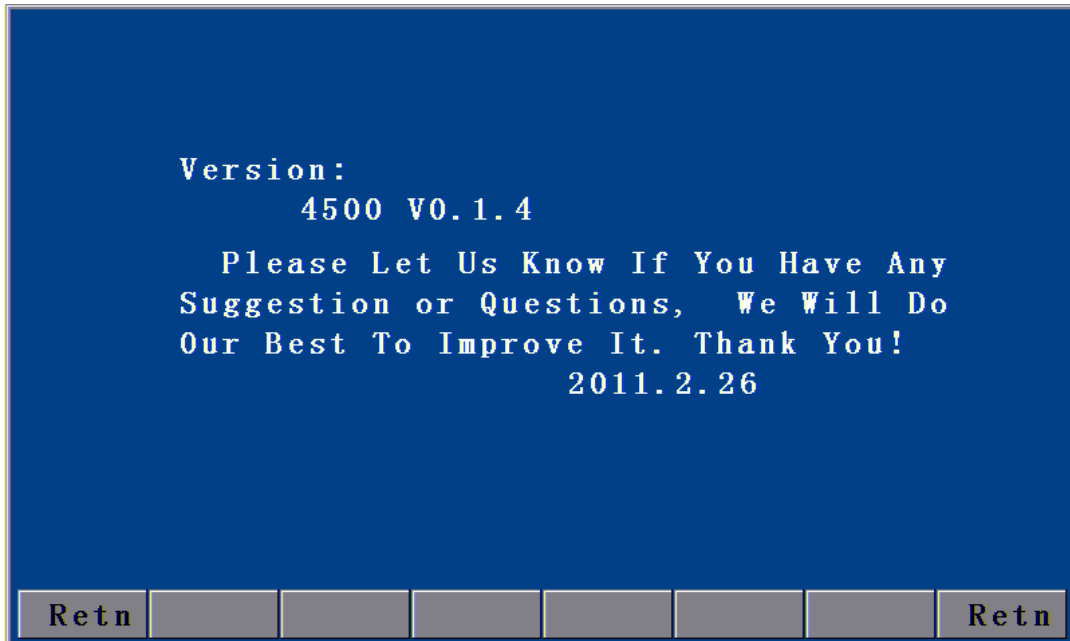 Version:
4500 V0.1.4
Please Let Us Know If You Have Any
Suggestion or Questions, We Will Do
Our Best To Improve It. Thank You!
2011.2.26
Retn Retn